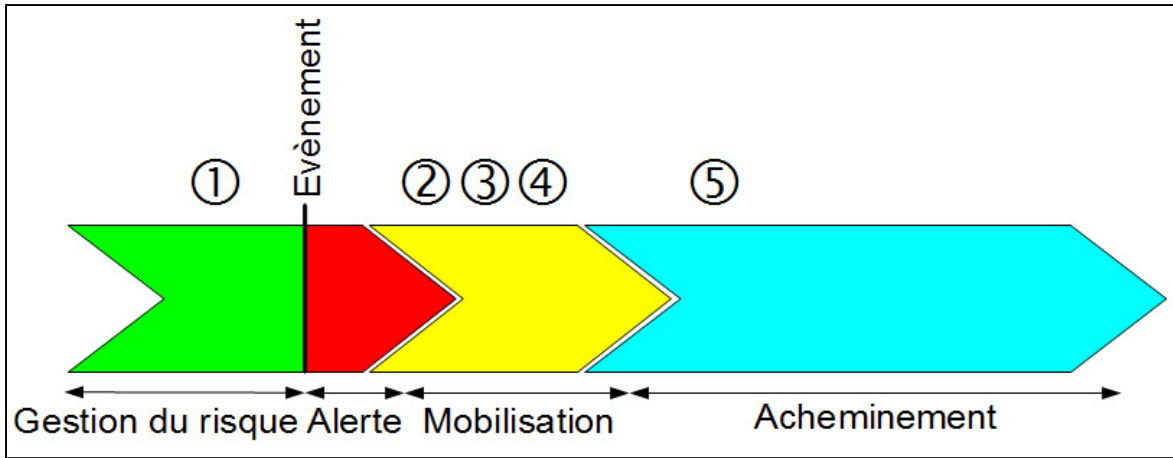 Evènement
① ② ③ ④ ⑤
Gestion du risque Alerte Mobilisation Acheminement